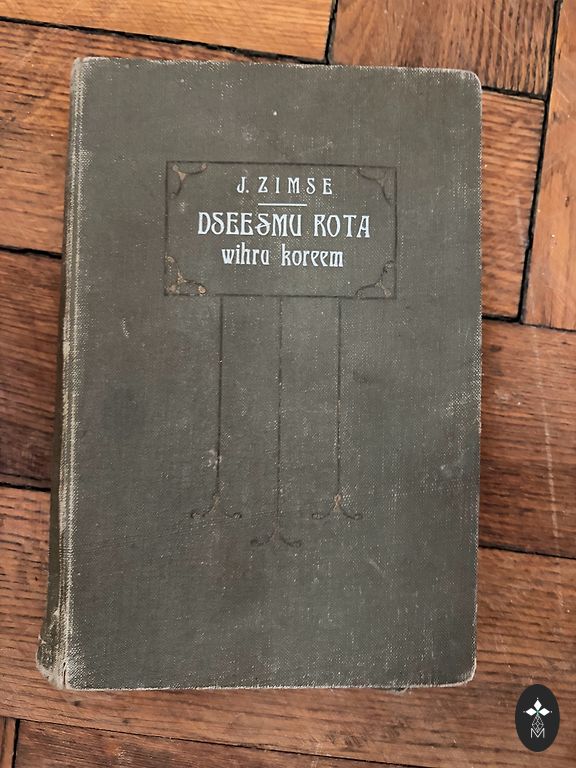 J. ZIMSE
DSEESMU ROTA
wihru koreem